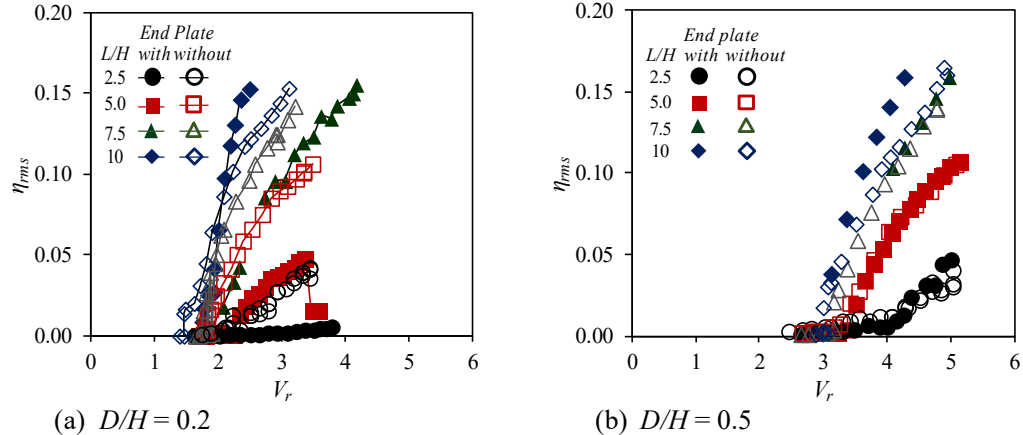 (a)
0.20
0.15
0.10
0.05
0.00
η_rms
End Plate
L/H with without
2.5
5.0
7.5
10
0 1 2 3 4 5 6
V_r
(a) D/H = 0.2
(b)
0.20
0.15
0.10
0.05
0.00
η_rms
End plate
L/H with without
2.5
5.0
7.5
10
0 1 2 3 4 5 6
V_r
(b) D/H = 0.5